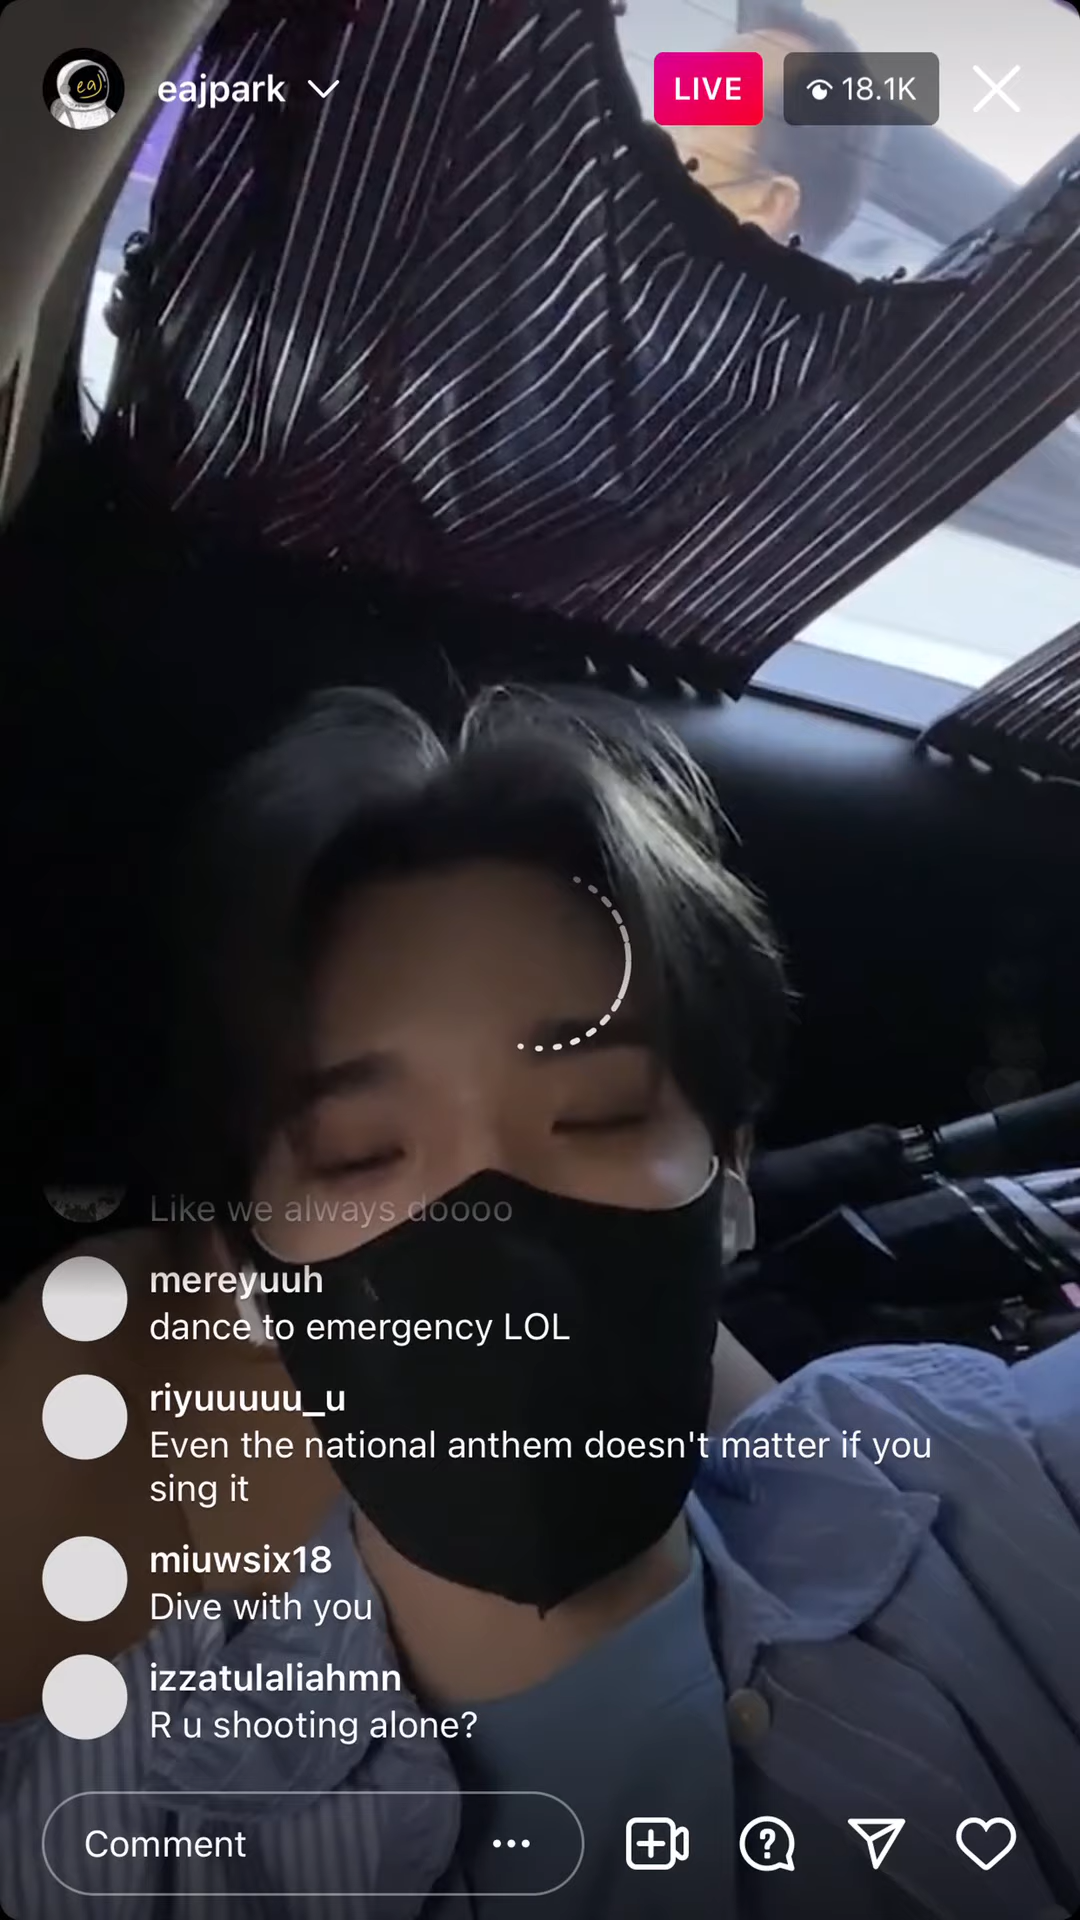 eaj
eajpark
LIVE
18.1K
Like we always doooo
mereyuuh
dance to emergency LOL
riyuuuuu_u
Even the national anthem doesn't matter if you
sing it
miuwsix18
Dive with you
izzatulaliahmn
R u shooting alone?
Comment